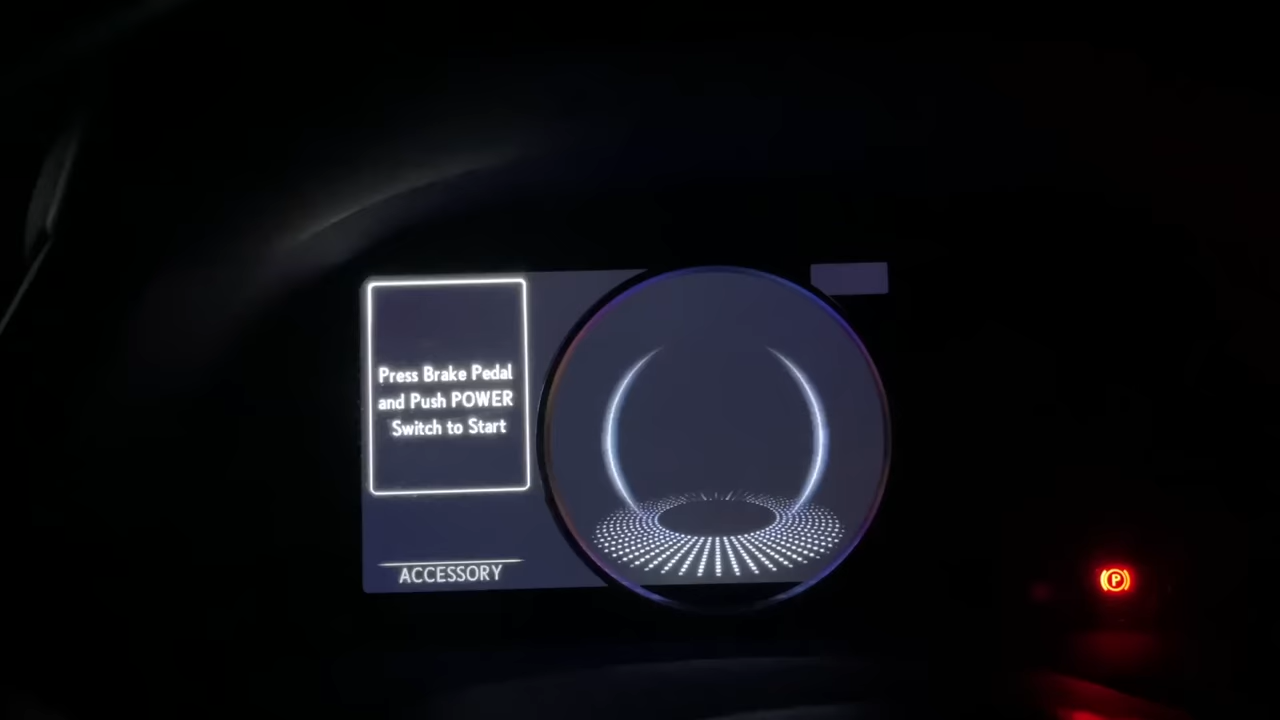 Press Brake Pedal
and Push POWER
Switch to Start
ACCESSORY
P